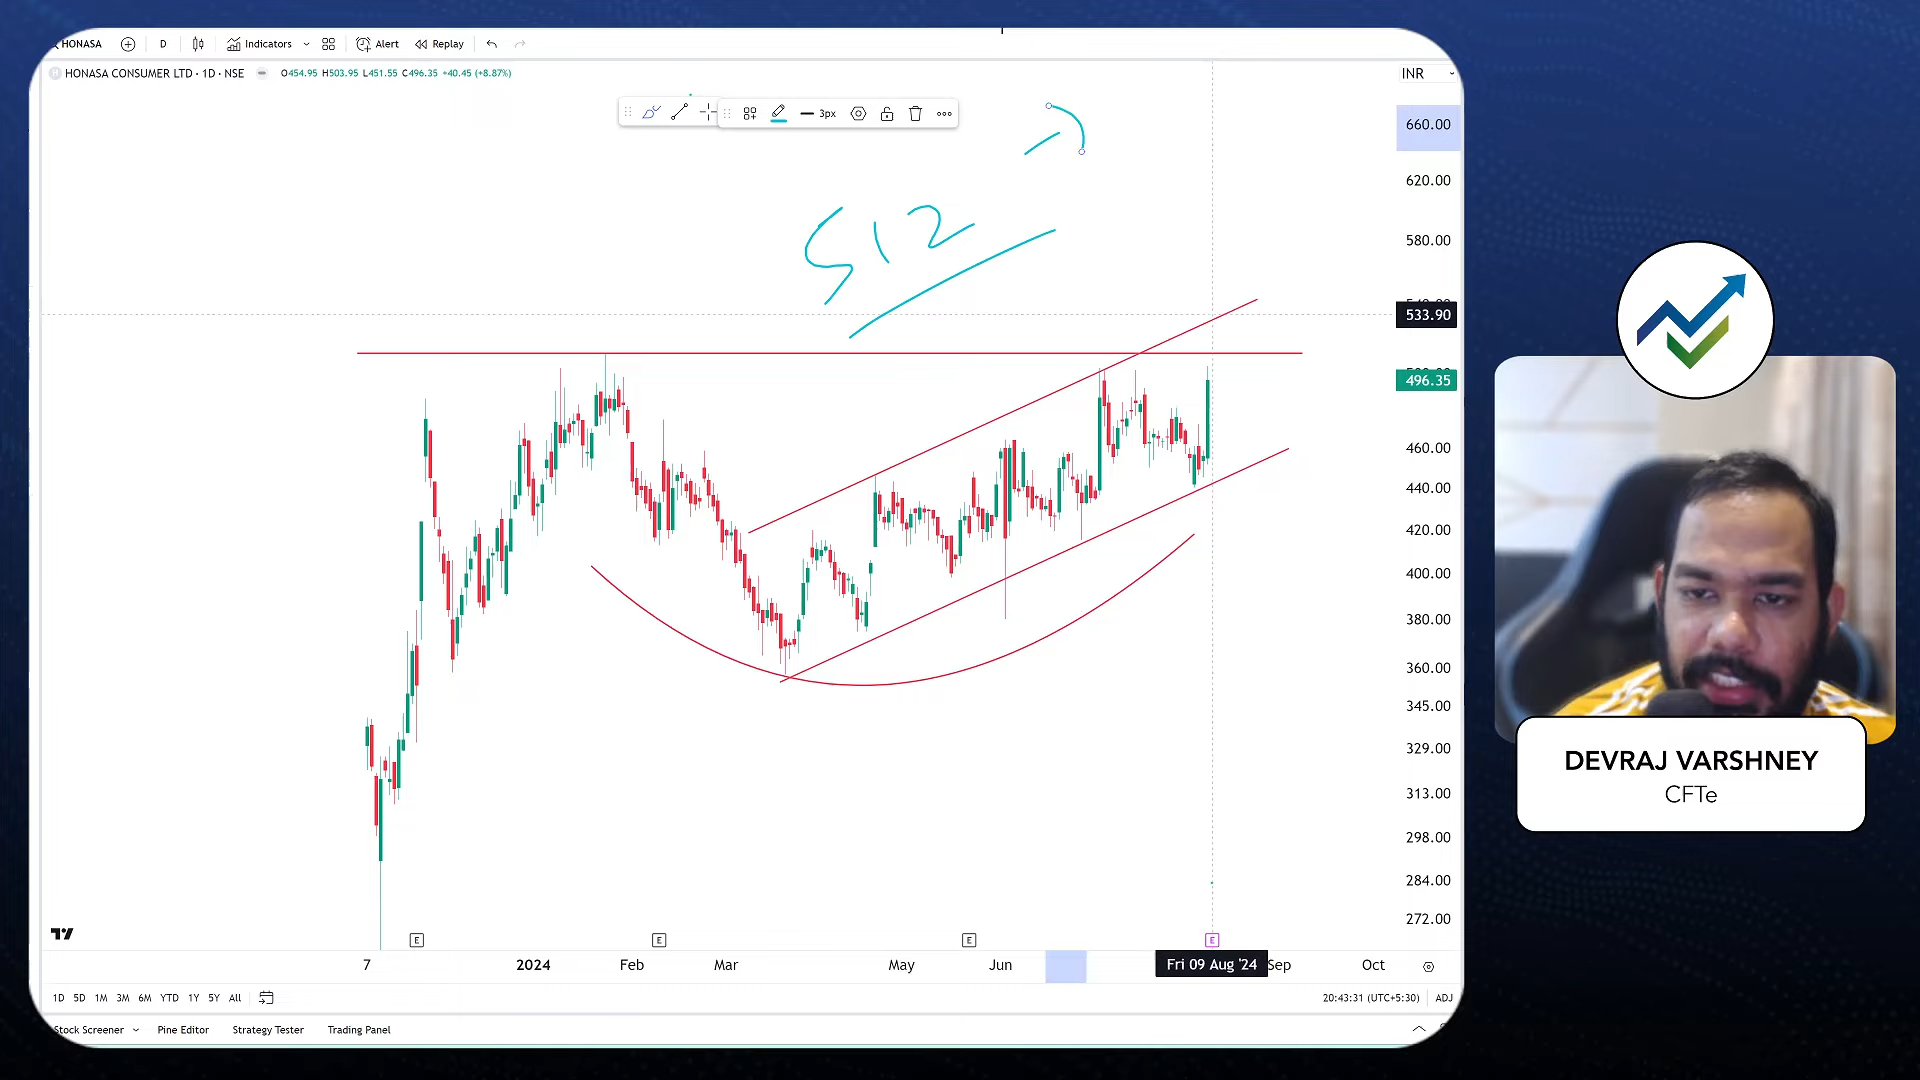 HONASA
D
Indicators
Alert
Replay
HONASA CONSUMER LTD · 1D · NSE
O454.95 H503.95 L451.55 C496.35 +40.45 (+8.87%)
INR
3px
512
660.00
620.00
580.00
533.90
496.35
460.00
440.00
420.00
400.00
380.00
360.00
345.00
329.00
313.00
298.00
284.00
272.00
E E E E
7 2024 Feb Mar May Jun Fri 09 Aug '24 Sep Oct
1D 5D 1M 3M 6M YTD 1Y 5Y All
20:43:31 (UTC+5:30) ADJ
Stock Screener Pine Editor Strategy Tester Trading Panel
DEVRAJ VARSHNEY
CFTe